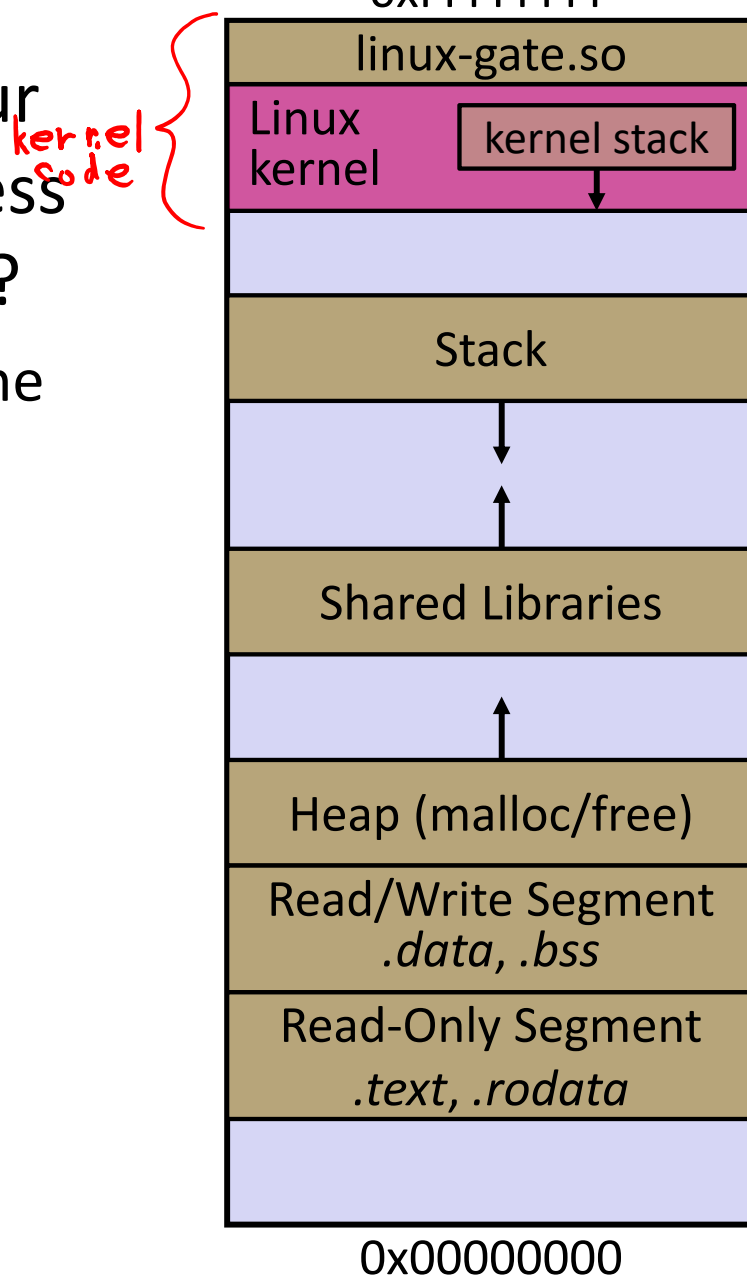 linux-gate.so
ur
kernel
code
Linux
kernel
kernel stack
ess
?
Stack
ne
Shared Libraries
Heap (malloc/free)
Read/Write Segment
.data, .bss
Read-Only Segment
.text, .rodata
0x00000000